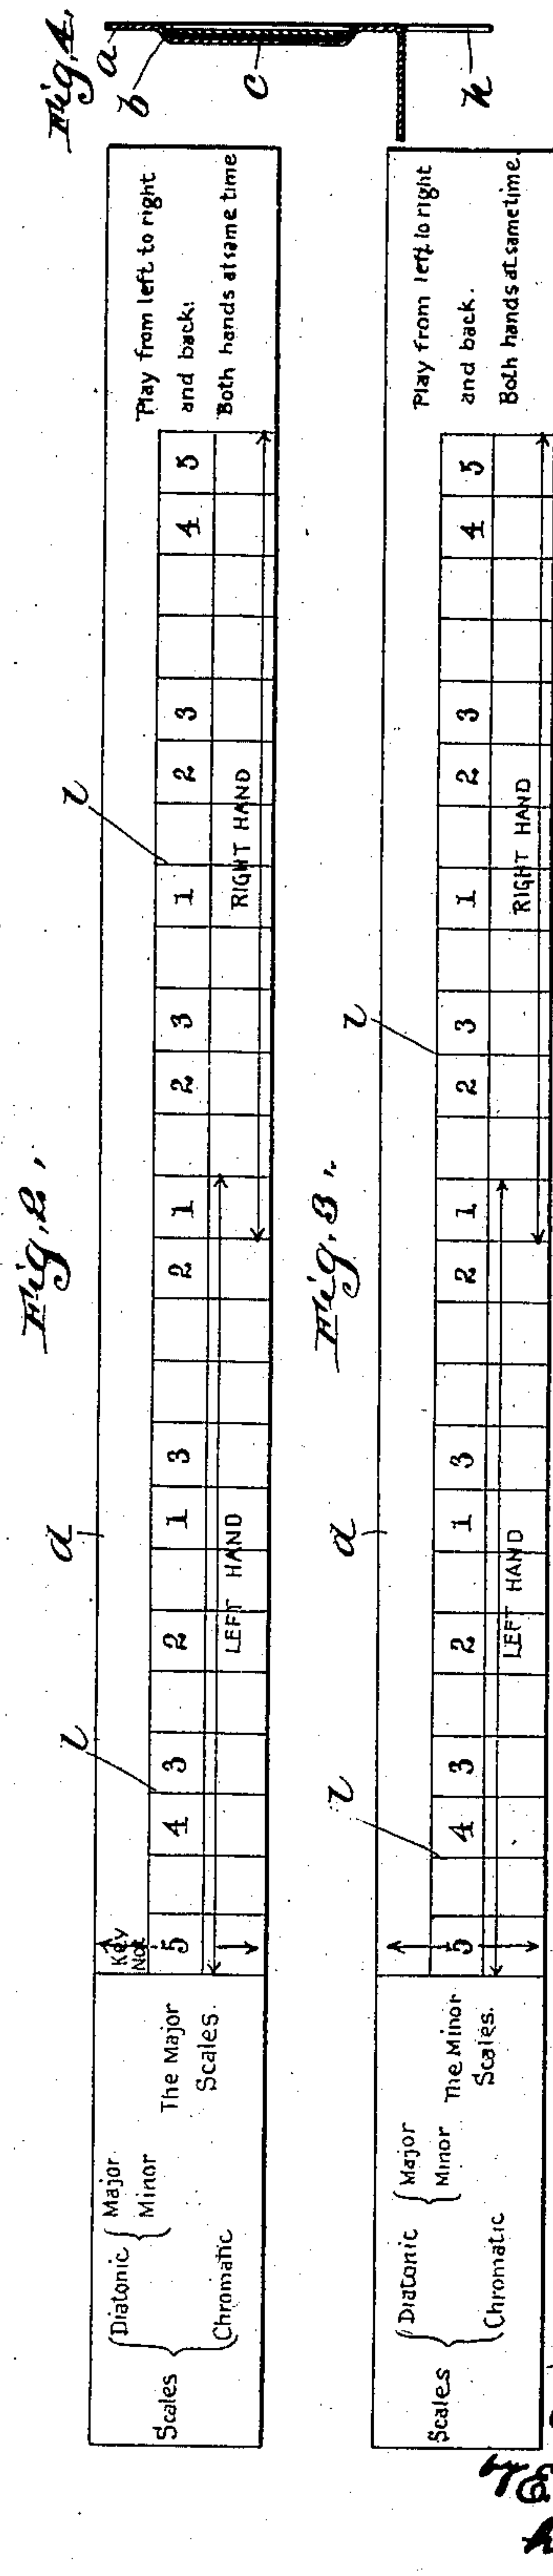 Fig. 4.
a
b
c
k
Fig. 2.
a
i
i
Scales
Diatonic
Major
Minor
Chromatic
The Major
Scales.
Key
Not
5 4 3 2 1 3 2 1 2 3 1 2 3 4 5
LEFT HAND
RIGHT HAND
Play from left to right
and back.
Both hands at same time
Fig. 3.
a
i
i
Scales
Diatonic
Major
Minor
Chromatic
The Minor
Scales.
5 4 3 2 1 3 2 1 2 3 1 2 3 4 5
LEFT HAND
RIGHT HAND
Play from left to right
and back.
Both hands at same time.
by